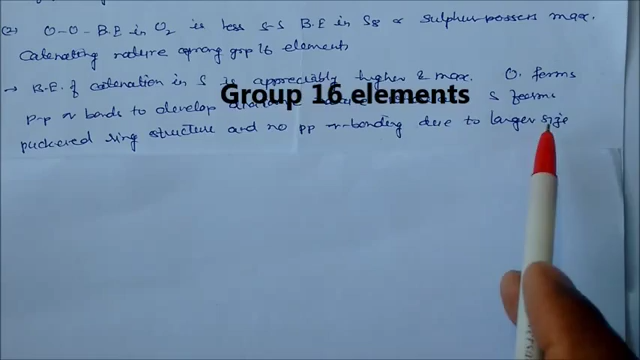 (2) O-O-B.E in O2 is less S-S B.E in S8 & sulphur possers max.
Catenating nature among grp 16 elements
→ B.E. of catenation in S is appreciably higher & max. O. forms
Group 16 elements
p-p π bonds to develop S forms
puckered ring structure and no pp π-bonding due to larger size